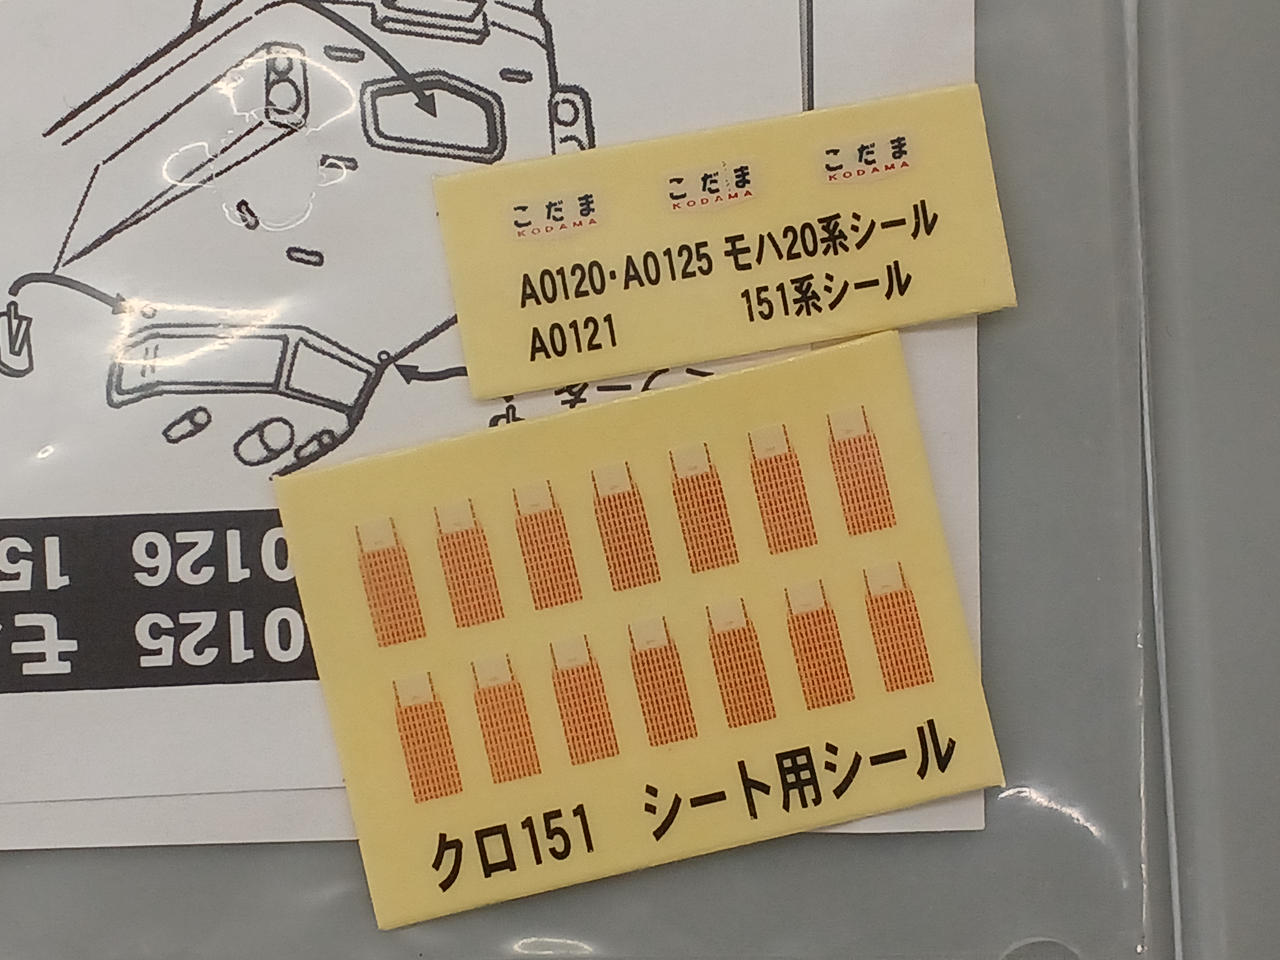 こだま こだま こだま
KODAMA KODAMA KODAMA
A0120・A0125 モハ20系シール
A0121 151系シール
クロ151 シート用シール
0125 モ
0126 15